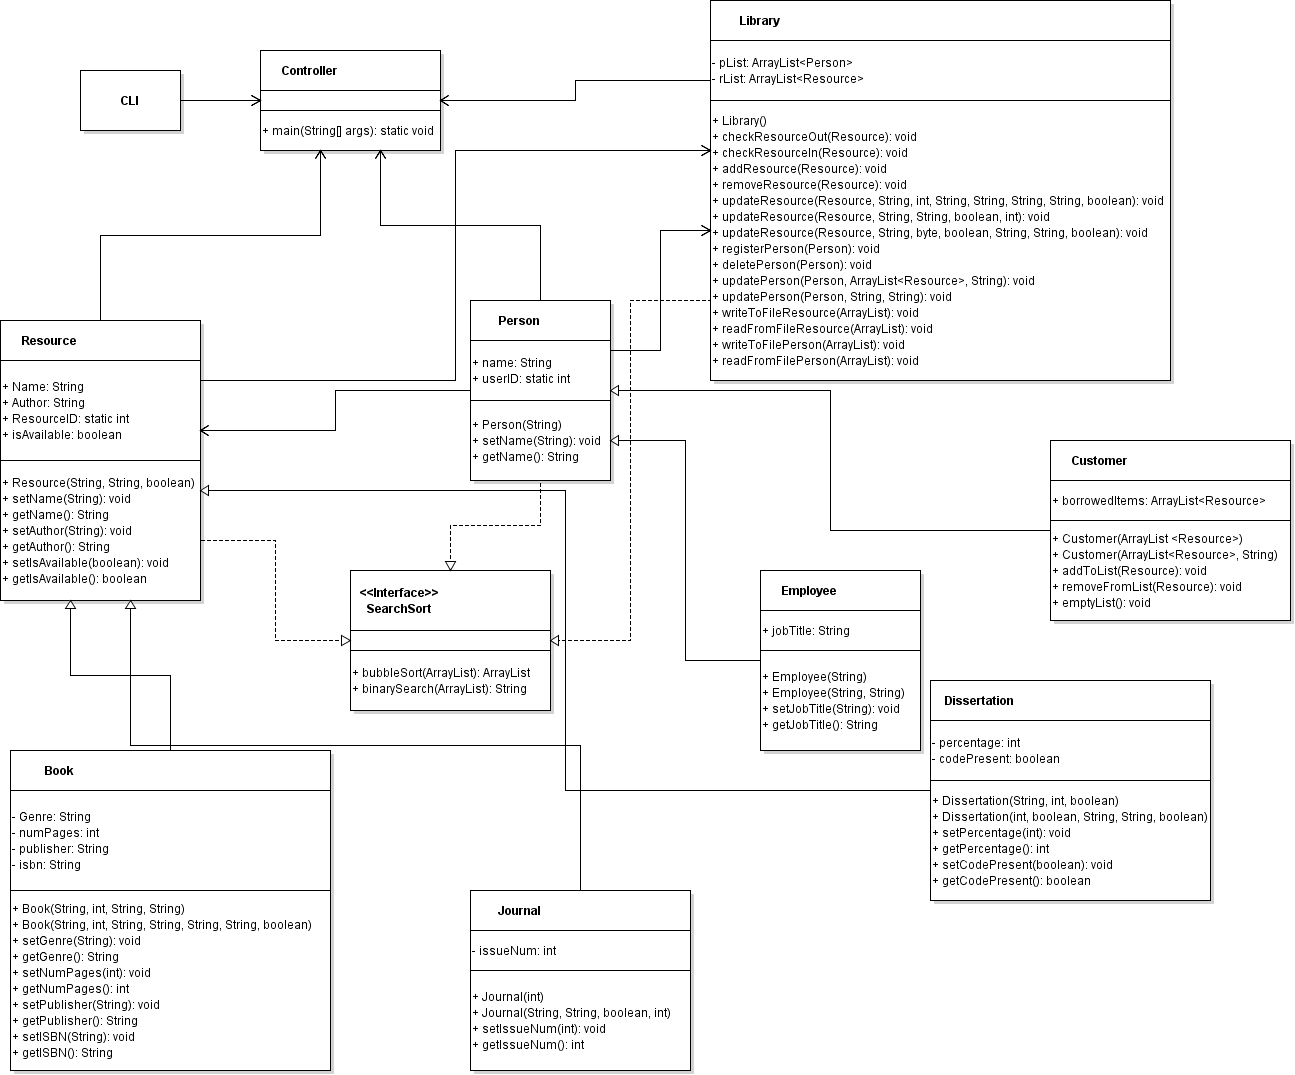 Library
- pList: ArrayList<Person>
- rList: ArrayList<Resource>
+ Library()
+ checkResourceOut(Resource): void
+ checkResourceIn(Resource): void
+ addResource(Resource): void
+ removeResource(Resource): void
+ updateResource(Resource, String, int, String, String, String, String, boolean): void
+ updateResource(Resource, String, String, boolean, int): void
+ updateResource(Resource, String, byte, boolean, String, String, boolean): void
+ registerPerson(Person): void
+ deletePerson(Person): void
+ updatePerson(Person, ArrayList<Resource>, String): void
+ updatePerson(Person, String, String): void
+ writeToFileResource(ArrayList): void
+ readFromFileResource(ArrayList): void
+ writeToFilePerson(ArrayList): void
+ readFromFilePerson(ArrayList): void
Controller
+ main(String[] args): static void
CLI
Resource
+ Name: String
+ Author: String
+ ResourceID: static int
+ isAvailable: boolean
+ Resource(String, String, boolean)
+ setName(String): void
+ getName(): String
+ setAuthor(String): void
+ getAuthor(): String
+ setIsAvailable(boolean): void
+ getIsAvailable(): boolean
Person
+ name: String
+ userID: static int
+ Person(String)
+ setName(String): void
+ getName(): String
Customer
+ borrowedItems: ArrayList<Resource>
+ Customer(ArrayList <Resource>)
+ Customer(ArrayList<Resource>, String)
+ addToList(Resource): void
+ removeFromList(Resource): void
+ emptyList(): void
<<Interface>>
SearchSort
+ bubbleSort(ArrayList): ArrayList
+ binarySearch(ArrayList): String
Employee
+ jobTitle: String
+ Employee(String)
+ Employee(String, String)
+ setJobTitle(String): void
+ getJobTitle(): String
Dissertation
- percentage: int
- codePresent: boolean
+ Dissertation(String, int, boolean)
+ Dissertation(int, boolean, String, String, boolean)
+ setPercentage(int): void
+ getPercentage(): int
+ setCodePresent(boolean): void
+ getCodePresent(): boolean
Book
- Genre: String
- numPages: int
- publisher: String
- isbn: String
+ Book(String, int, String, String)
+ Book(String, int, String, String, String, String, boolean)
+ setGenre(String): void
+ getGenre(): String
+ setNumPages(int): void
+ getNumPages(): int
+ setPublisher(String): void
+ getPublisher(): String
+ setISBN(String): void
+ getISBN(): String
Journal
- issueNum: int
+ Journal(int)
+ Journal(String, String, boolean, int)
+ setIssueNum(int): void
+ getIssueNum(): int